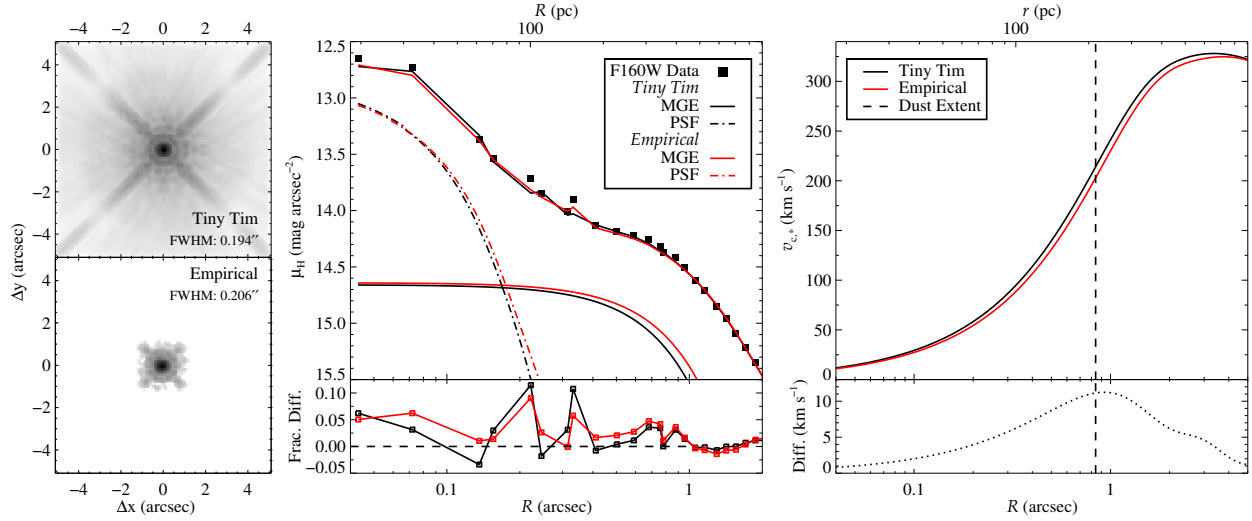 −4 −2 0 2 4
4
2
0
−2
−4
Tiny Tim
FWHM: 0.194″
4
2
0
−2
−4
Empirical
FWHM: 0.206″
−4 −2 0 2 4
Δx (arcsec)
Δy (arcsec)
R (pc)
100
12.5
13.0
13.5
14.0
14.5
15.0
15.5
μH (mag arcsec−2)
F160W Data
Tiny Tim
MGE
PSF
Empirical
MGE
PSF
0.10
0.05
0.00
−0.05
Frac. Diff.
0.1 1
R (arcsec)
r (pc)
100
300
250
200
150
100
50
0
vc,* (km s−1)
Tiny Tim
Empirical
Dust Extent
10
5
0
Diff. (km s−1)
0.1 1
R (arcsec)